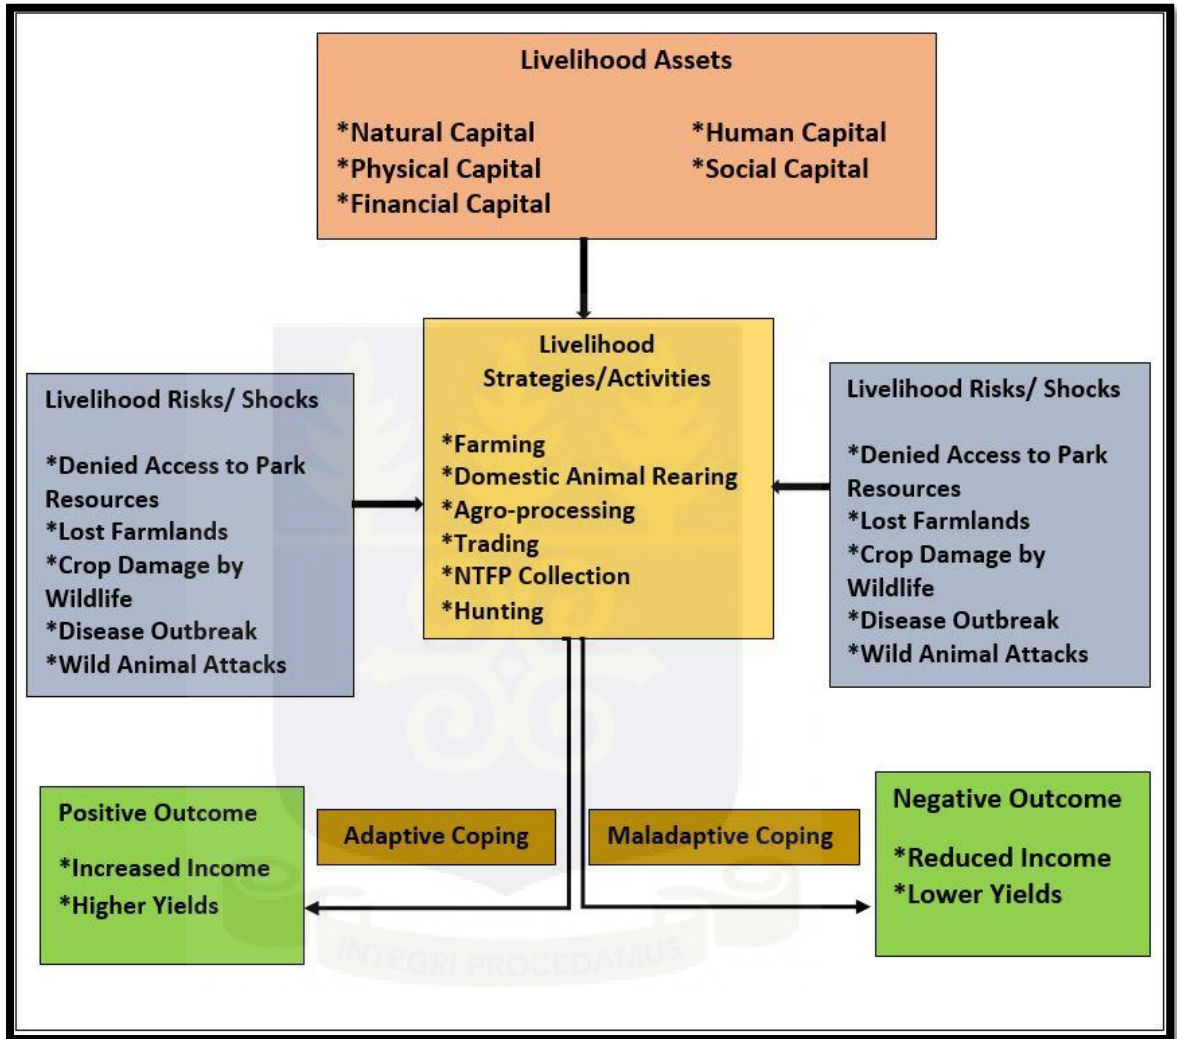 Livelihood Assets
*Natural Capital
*Physical Capital
*Financial Capital
*Human Capital
*Social Capital
Livelihood Risks/ Shocks
*Denied Access to Park
Resources
*Lost Farmlands
*Crop Damage by
Wildlife
*Disease Outbreak
*Wild Animal Attacks
Livelihood
Strategies/Activities
*Farming
*Domestic Animal Rearing
*Agro-processing
*Trading
*NTFP Collection
*Hunting
Livelihood Risks/ Shocks
*Denied Access to Park
Resources
*Lost Farmlands
*Crop Damage by
Wildlife
*Disease Outbreak
*Wild Animal Attacks
Positive Outcome
*Increased Income
*Higher Yields
Adaptive Coping
Maladaptive Coping
Negative Outcome
*Reduced Income
*Lower Yields
INTEGRI PROCEDAMUS